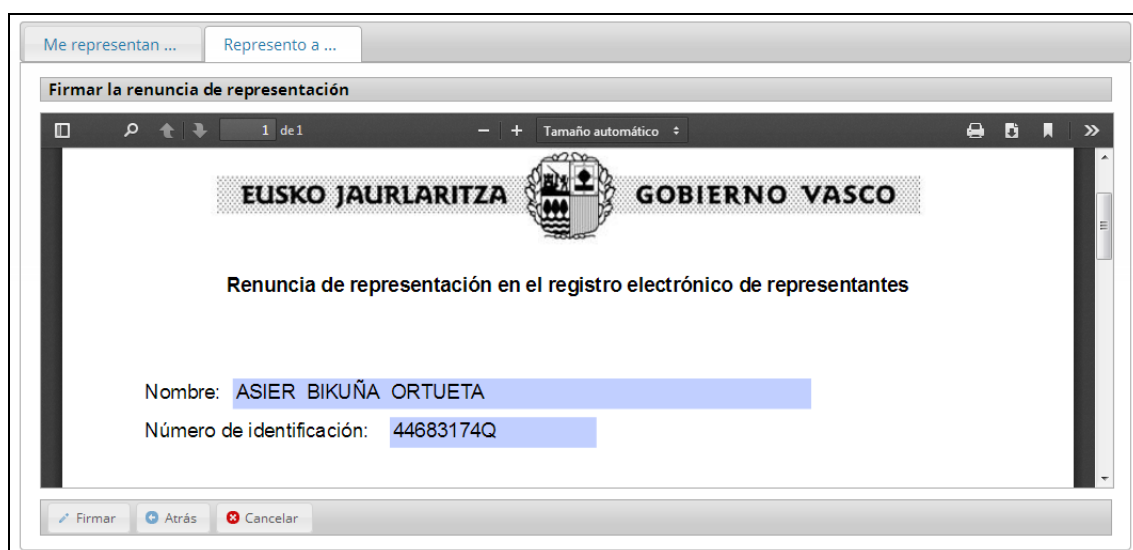 Me representan ...
Represento a ...
Firmar la renuncia de representación
1 de 1
Tamaño automático
EUSKO JAURLARITZA GOBIERNO VASCO
Renuncia de representación en el registro electrónico de representantes
Nombre: ASIER BIKUÑA ORTUETA
Número de identificación: 44683174Q
Firmar
Atrás
Cancelar